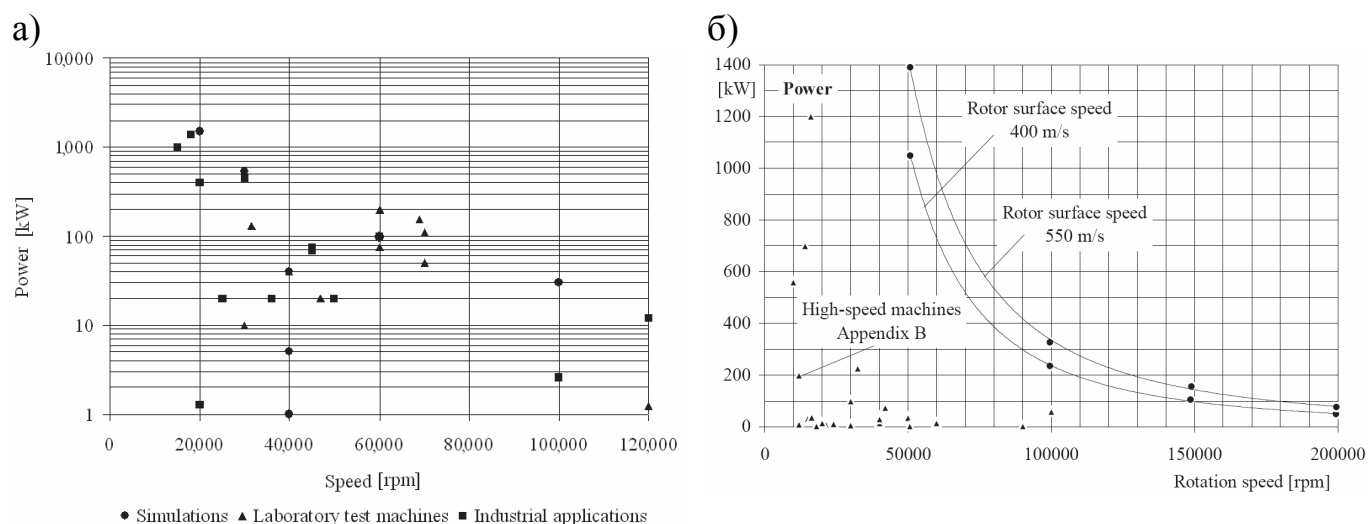 а)
10,000
1,000
100
10
1
Power [kW]
0 20,000 40,000 60,000 80,000 100,000 120,000
Speed [rpm]
● Simulations ▲ Laboratory test machines ■ Industrial applications
б)
1400
[kW]
1200
1000
800
600
400
200
0
Power
Rotor surface speed
400 m/s
Rotor surface speed
550 m/s
High-speed machines
Appendix B
0 50000 100000 150000 200000
Rotation speed [rpm]